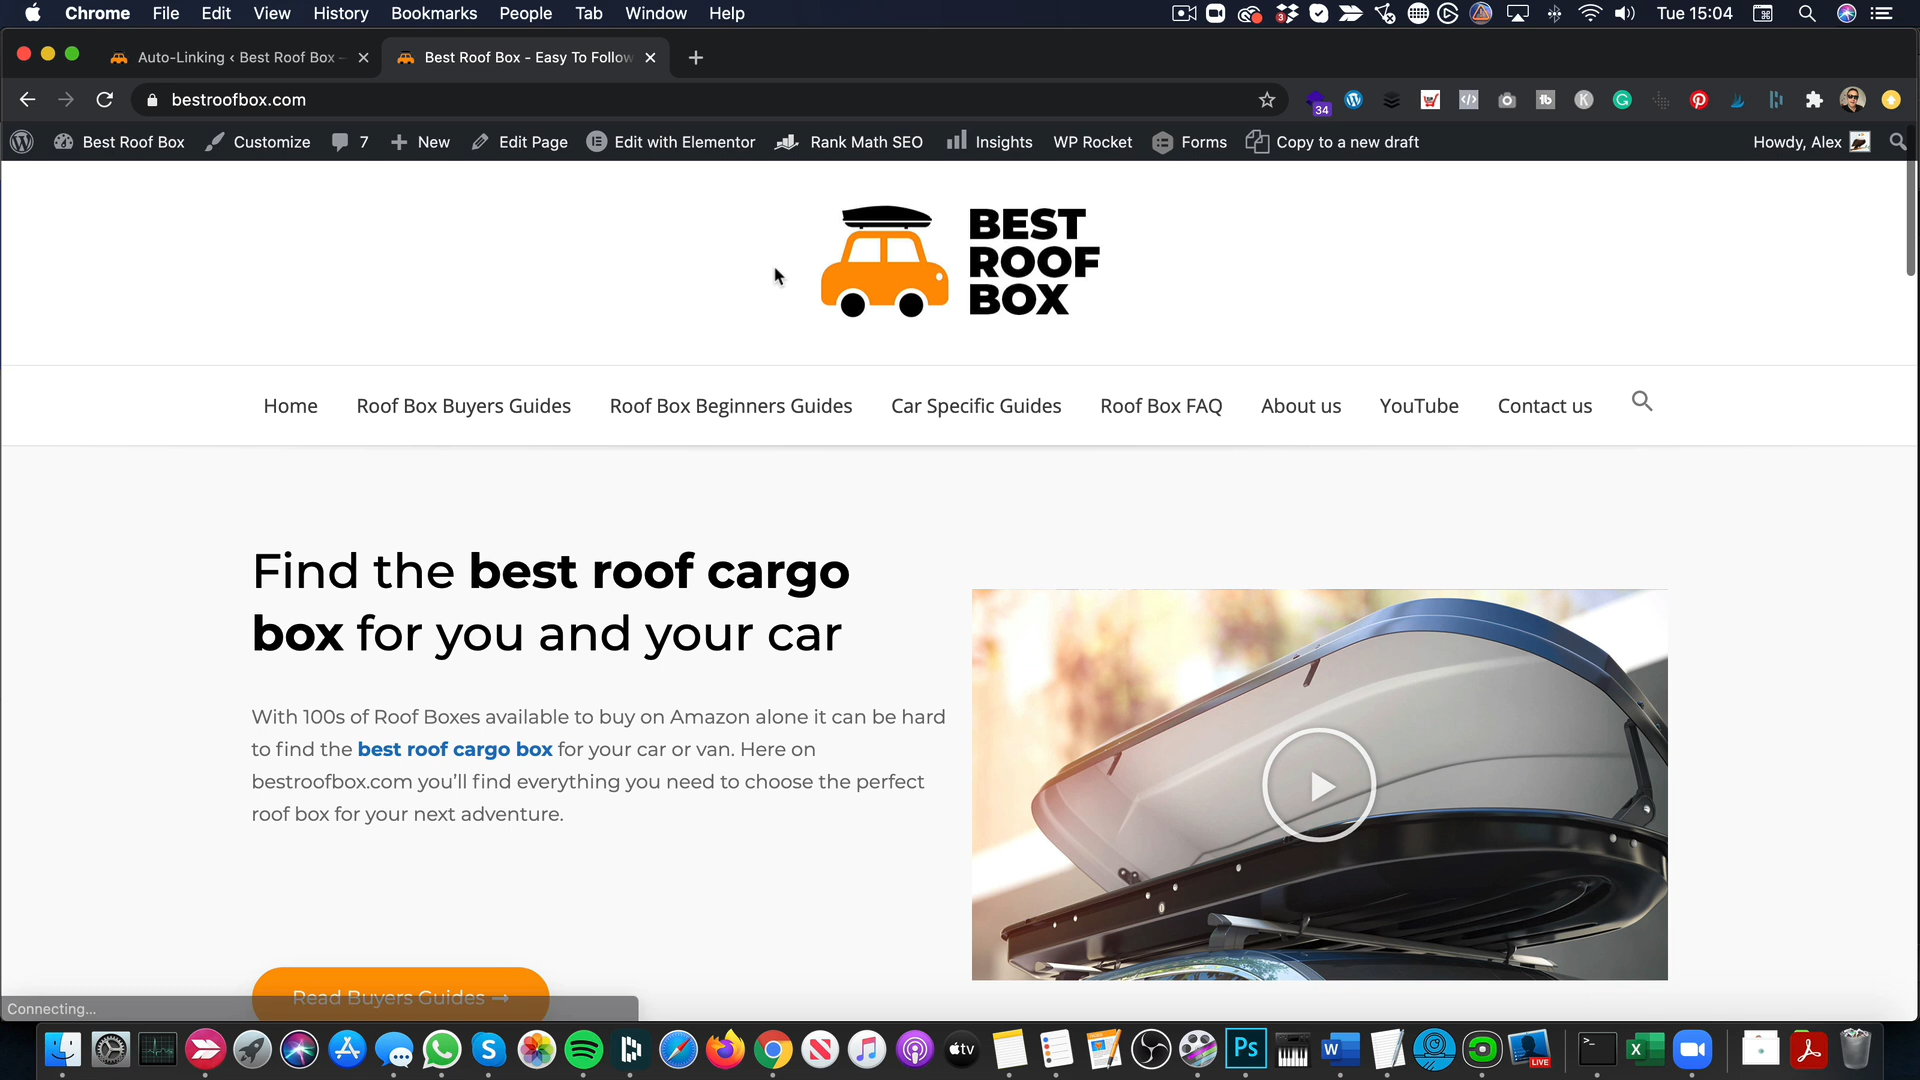 Chrome File Edit View History Bookmarks People Tab Window Help
3
Tue 15:04
Auto-Linking ‹ Best Roof Box —
Best Roof Box - Easy To Follow
bestroofbox.com
34
Best Roof Box Customize 7 New Edit Page Edit with Elementor Rank Math SEO Insights WP Rocket Forms Copy to a new draft Howdy, Alex
BEST
ROOF
BOX
Home Roof Box Buyers Guides Roof Box Beginners Guides Car Specific Guides Roof Box FAQ About us YouTube Contact us
Find the best roof cargo
box for you and your car
With 100s of Roof Boxes available to buy on Amazon alone it can be hard
to find the best roof cargo box for your car or van. Here on
bestroofbox.com you'll find everything you need to choose the perfect
roof box for your next adventure.
Read Buyers Guides →
Connecting...
tv
Ps
W
LIVE
X